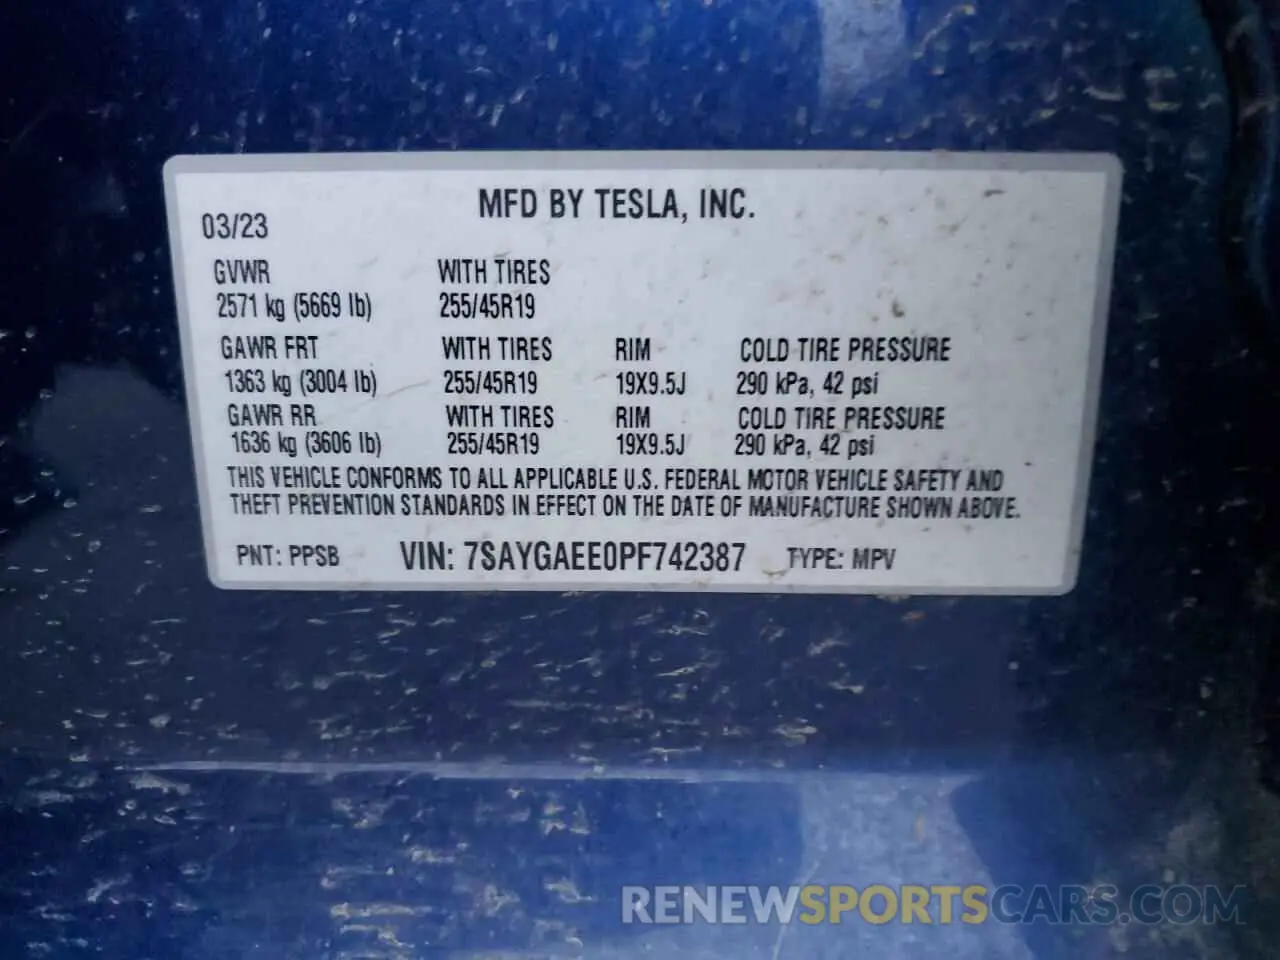 MFD BY TESLA, INC.
03/23
GVWR WITH TIRES
2571 kg (5669 lb) 255/45R19
GAWR FRT WITH TIRES RIM COLD TIRE PRESSURE
1363 kg (3004 lb) 255/45R19 19X9.5J 290 kPa, 42 psi
GAWR RR WITH TIRES RIM COLD TIRE PRESSURE
1636 kg (3606 lb) 255/45R19 19X9.5J 290 kPa, 42 psi
THIS VEHICLE CONFORMS TO ALL APPLICABLE U.S. FEDERAL MOTOR VEHICLE SAFETY AND
THEFT PREVENTION STANDARDS IN EFFECT ON THE DATE OF MANUFACTURE SHOWN ABOVE.
PNT: PPSB VIN: 7SAYGAEE0PF742387 TYPE: MPV
RENEWSPORTSCARS.COM